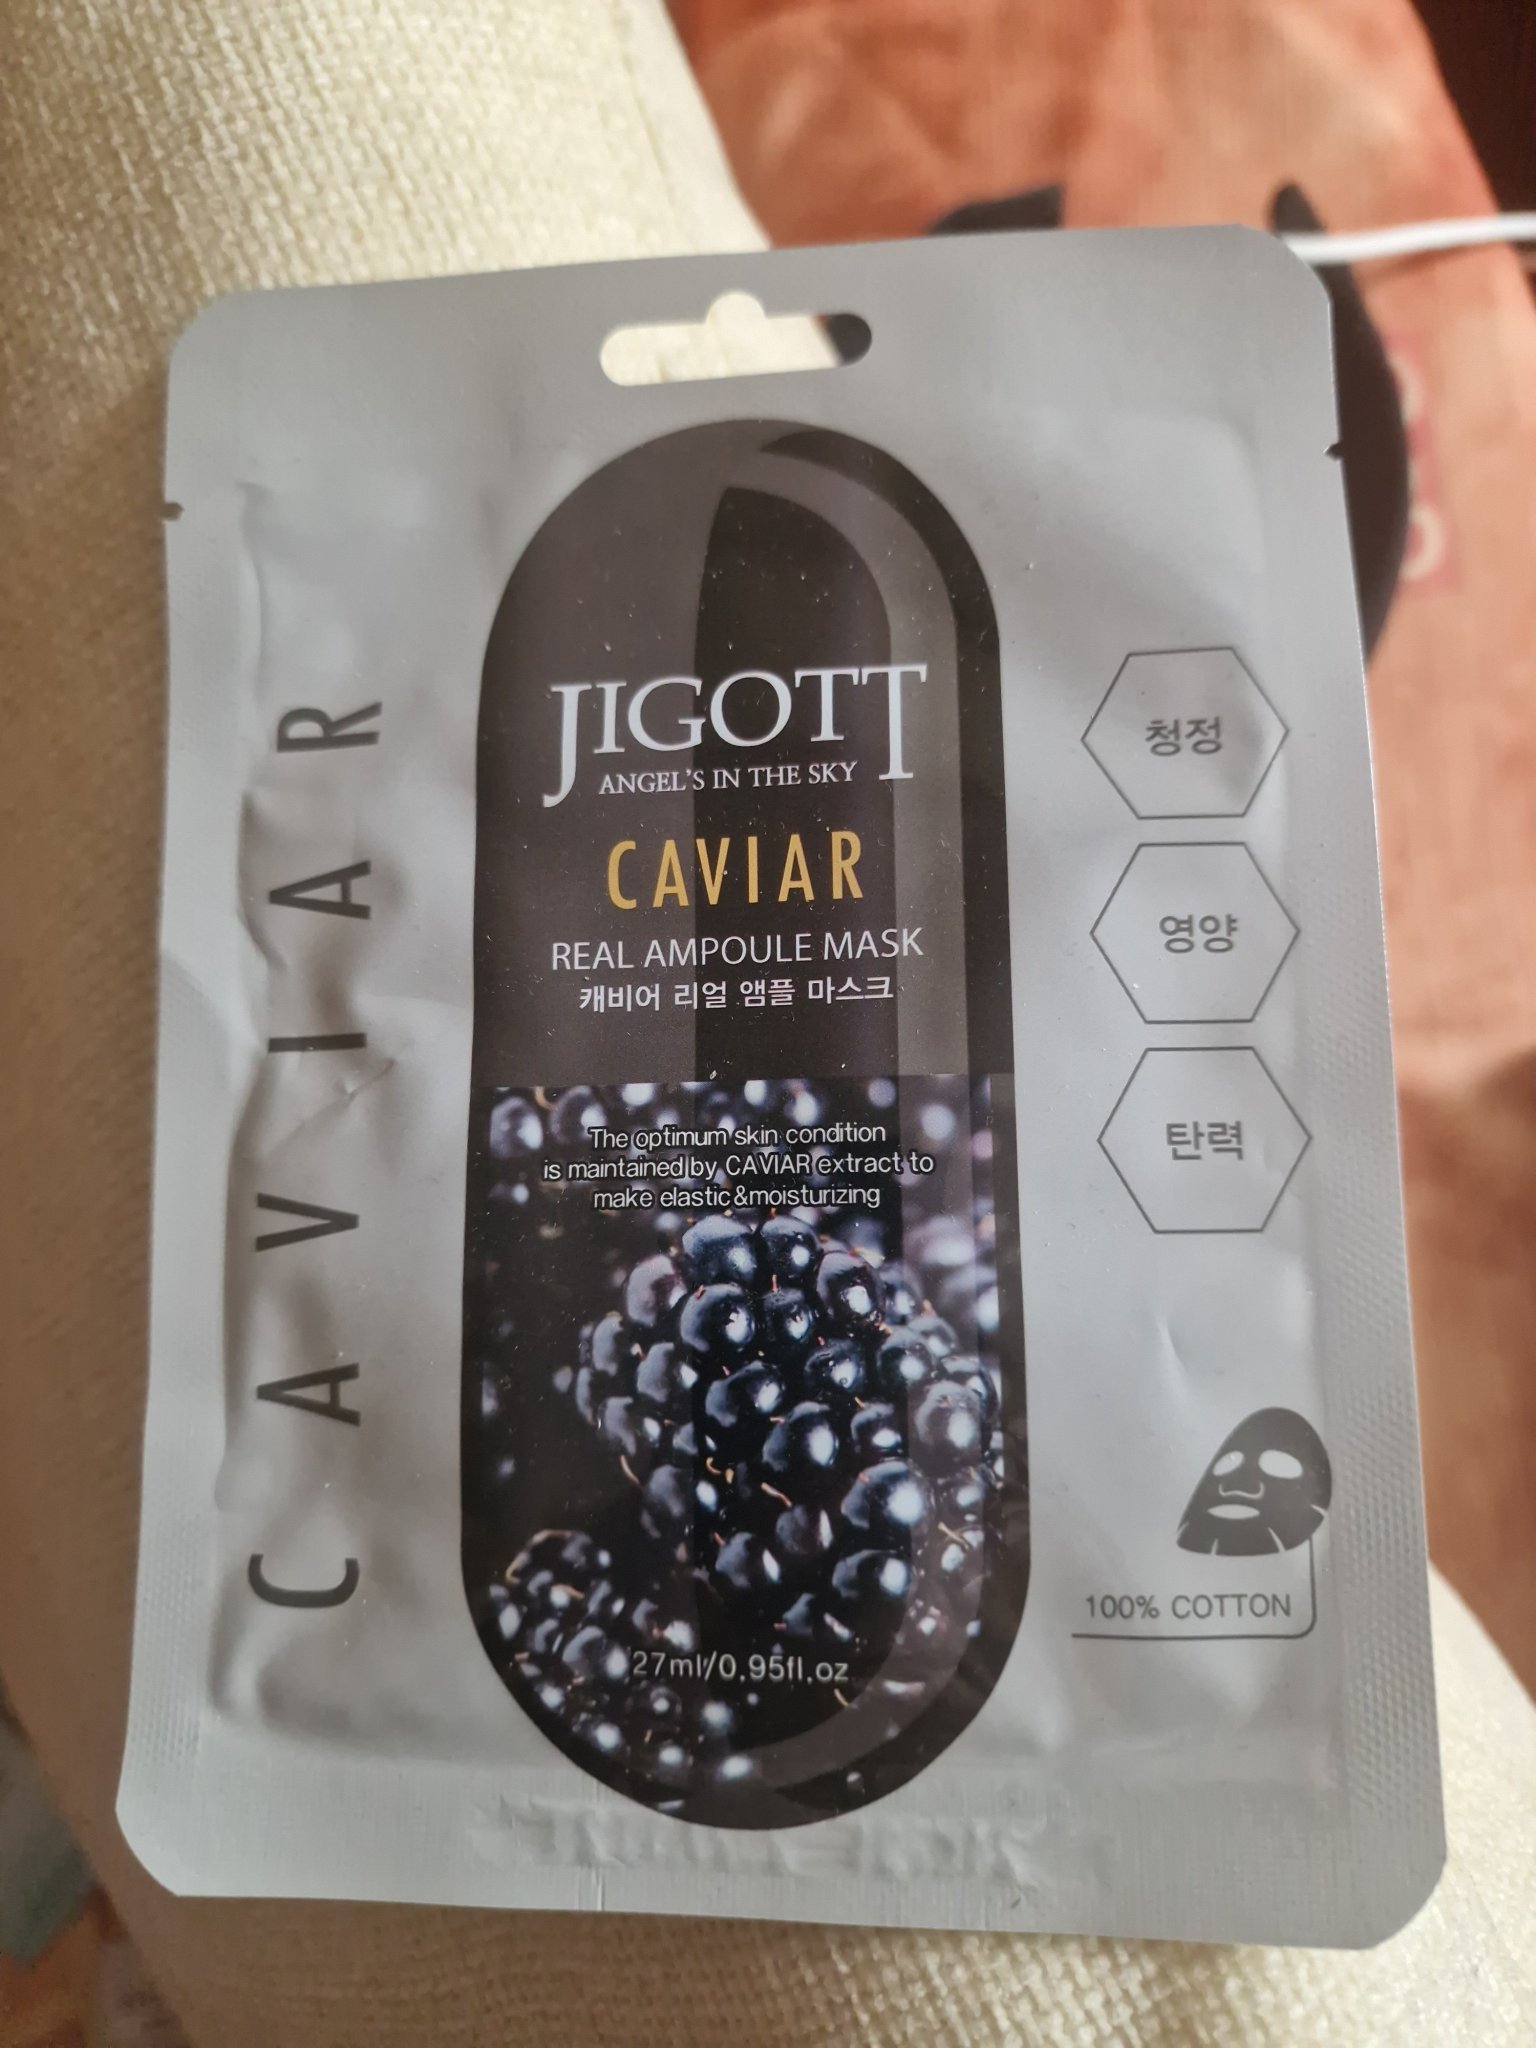 JIGOTT
ANGEL'S IN THE SKY
CAVIAR
REAL AMPOULE MASK
캐비어 리얼 앰플 마스크
The optimum skin condition
is maintained by CAVIAR extract to
make elastic&moisturizing
27ml/0.95fl.oz
CAVIAR
청정
영양
탄력
100% COTTON